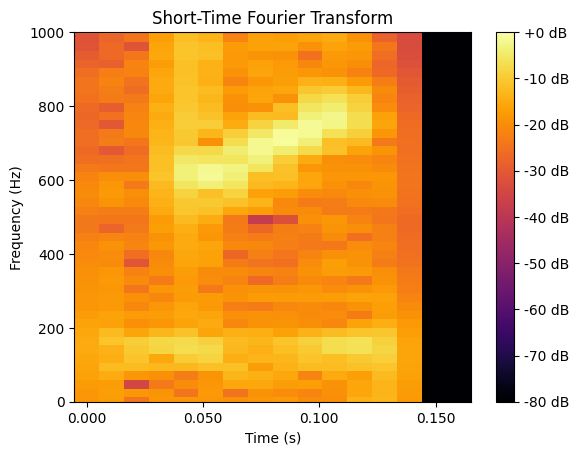 Short-Time Fourier Transform
1000
800
600
400
200
0
Frequency (Hz)
0.000
0.050
0.100
0.150
Time (s)
+0 dB
-10 dB
-20 dB
-30 dB
-40 dB
-50 dB
-60 dB
-70 dB
-80 dB